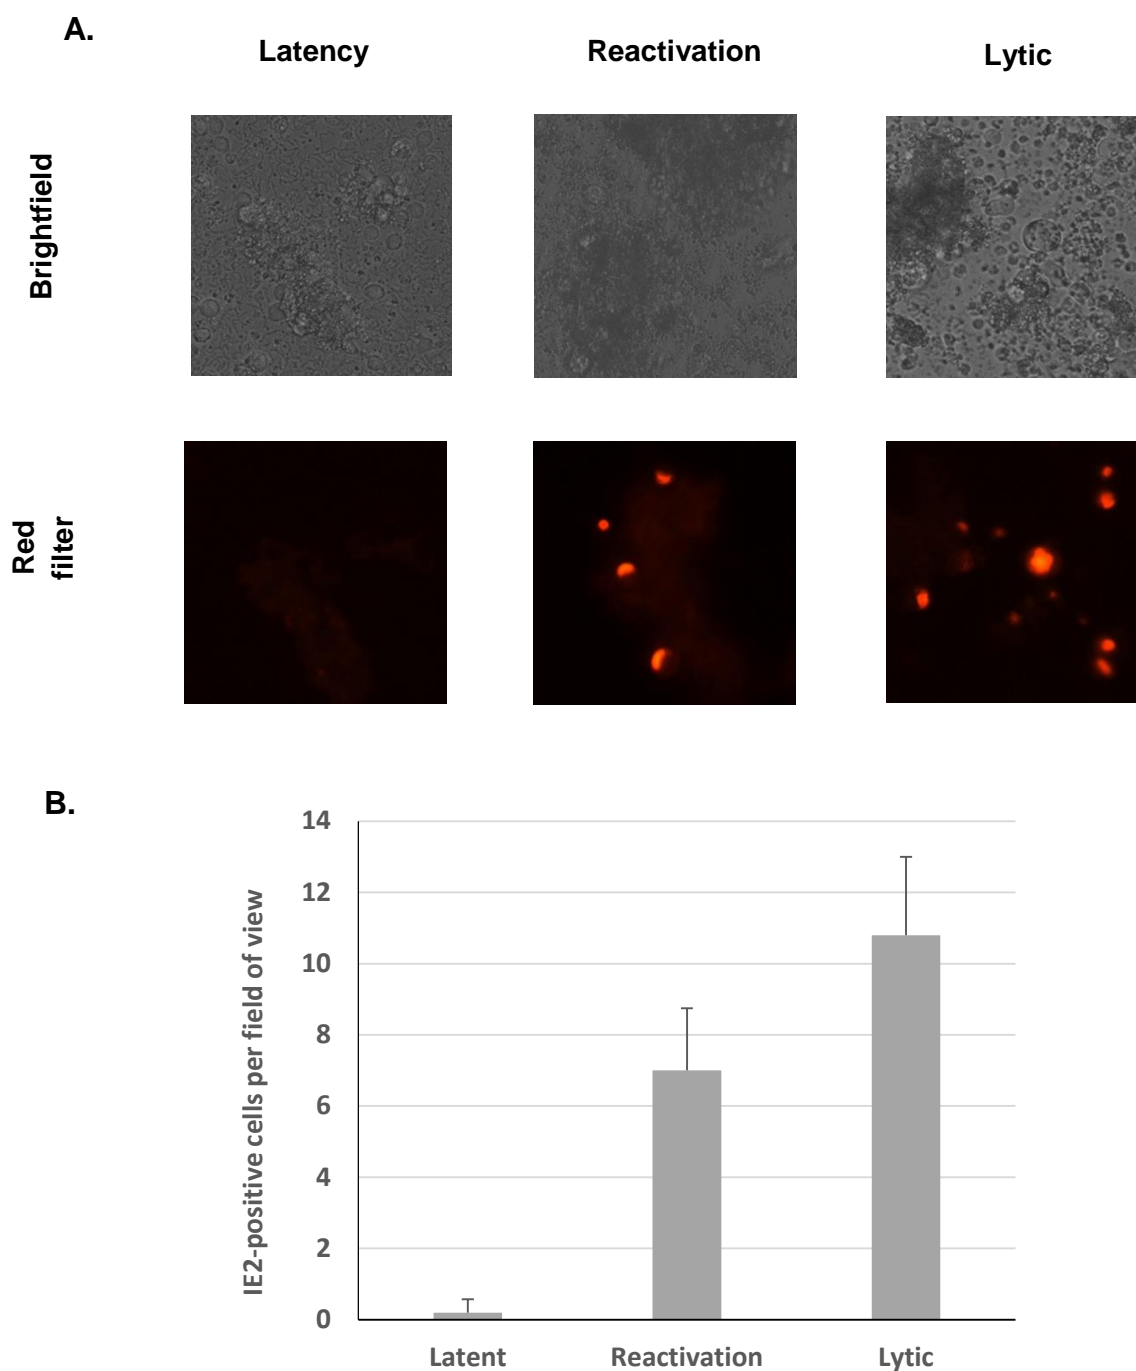 A.
Latency
Reactivation
Lytic
Brightfield
Red
filter
B.
IE2-positive cells per field of view
14
12
10
8
6
4
2
0
Latent
Reactivation
Lytic